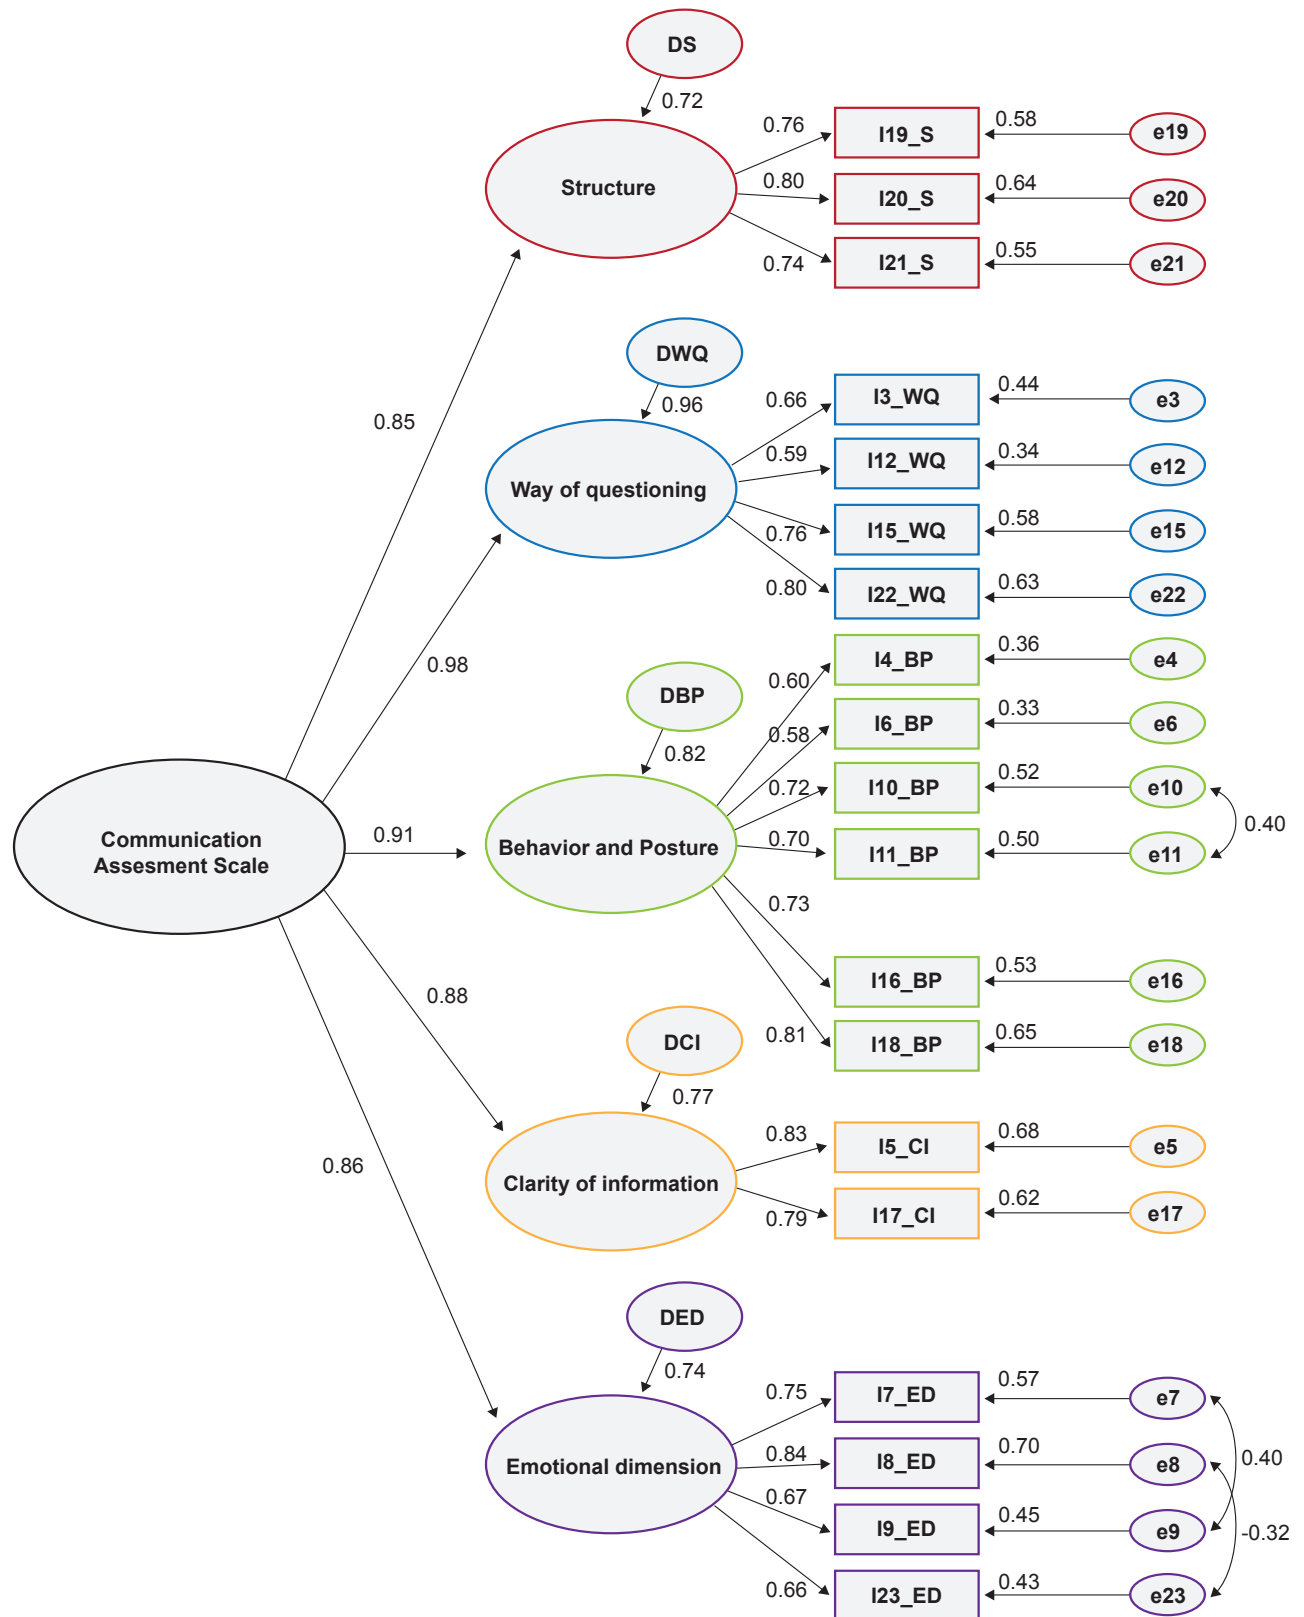 DS
0.72
Structure
0.76
I19_S
0.58
e19
0.80
I20_S
0.64
e20
0.74
I21_S
0.55
e21
0.85
DWQ
0.96
Way of questioning
0.66
I3_WQ
0.44
e3
0.59
I12_WQ
0.34
e12
0.76
I15_WQ
0.58
e15
0.80
I22_WQ
0.63
e22
0.98
DBP
0.82
Behavior and Posture
0.60
I4_BP
0.36
e4
0.58
I6_BP
0.33
e6
0.72
I10_BP
0.52
e10
0.70
I11_BP
0.50
e11
0.40
0.73
I16_BP
0.53
e16
0.81
I18_BP
0.65
e18
Communication
Assesment Scale
0.91
0.88
DCI
0.77
Clarity of information
0.83
I5_CI
0.68
e5
0.79
I17_CI
0.62
e17
0.86
DED
0.74
Emotional dimension
0.75
I7_ED
0.57
e7
0.84
I8_ED
0.70
e8
0.40
0.67
I9_ED
0.45
e9
-0.32
0.66
I23_ED
0.43
e23